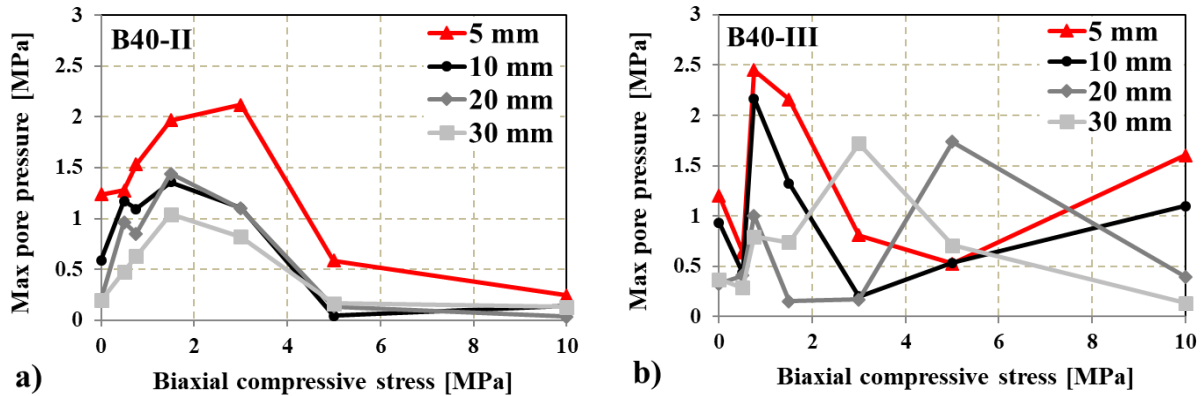 B40-II
5 mm
10 mm
20 mm
30 mm
Max pore pressure [MPa]
3
2.5
2
1.5
1
0.5
0
0 2 4 6 8 10
Biaxial compressive stress [MPa]
a)
B40-III
5 mm
10 mm
20 mm
30 mm
Max pore pressure [MPa]
3
2.5
2
1.5
1
0.5
0
0 2 4 6 8 10
Biaxial compressive stress [MPa]
b)